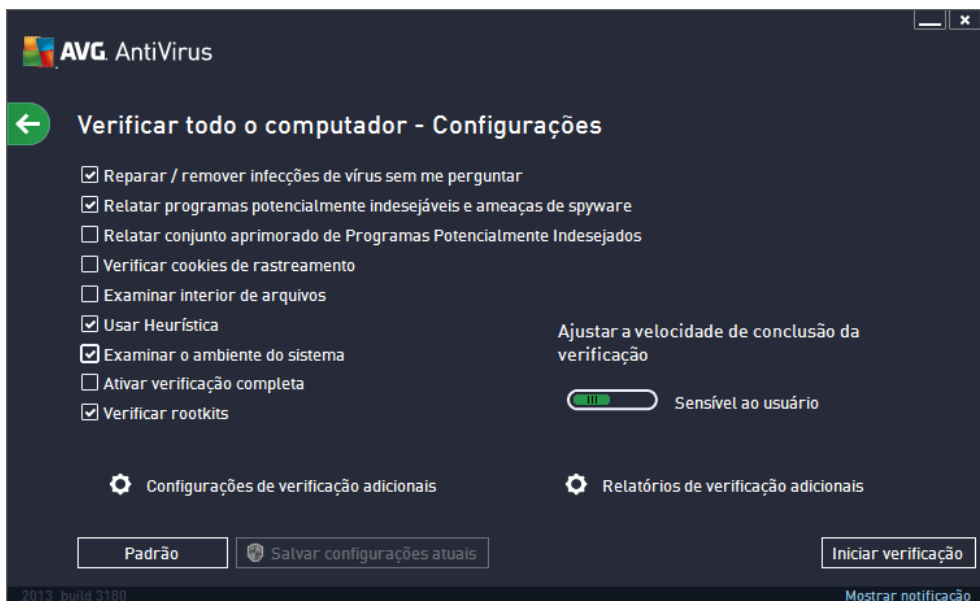 AVG. AntiVirus
Verificar todo o computador - Configurações
Reparar / remover infecções de vírus sem me perguntar
Relatar programas potencialmente indesejáveis e ameaças de spyware
Relatar conjunto aprimorado de Programas Potencialmente Indesejados
Verificar cookies de rastreamento
Examinar interior de arquivos
Usar Heurística
Examinar o ambiente do sistema
Ativar verificação completa
Verificar rootkits
Ajustar a velocidade de conclusão da
verificação
Sensível ao usuário
Configurações de verificação adicionais
Relatórios de verificação adicionais
Padrão
Salvar configurações atuais
Iniciar verificação
2013 build 3180
Mostrar notificação